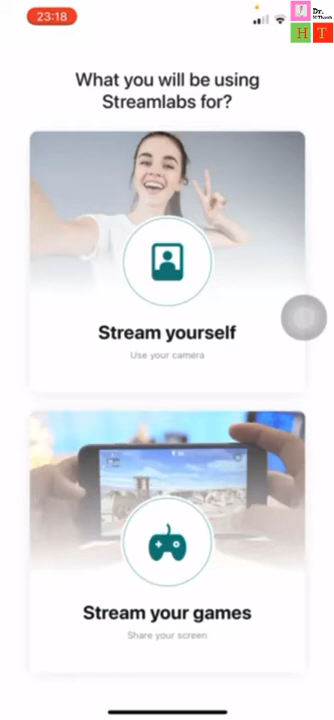 23:18
Dr.
H T
What you will be using
Streamlabs for?
Stream yourself
Use your camera
Stream your games
Share your screen